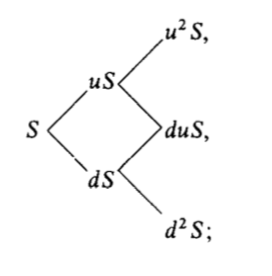 u²S,
uS
S
duS,
dS
d²S;